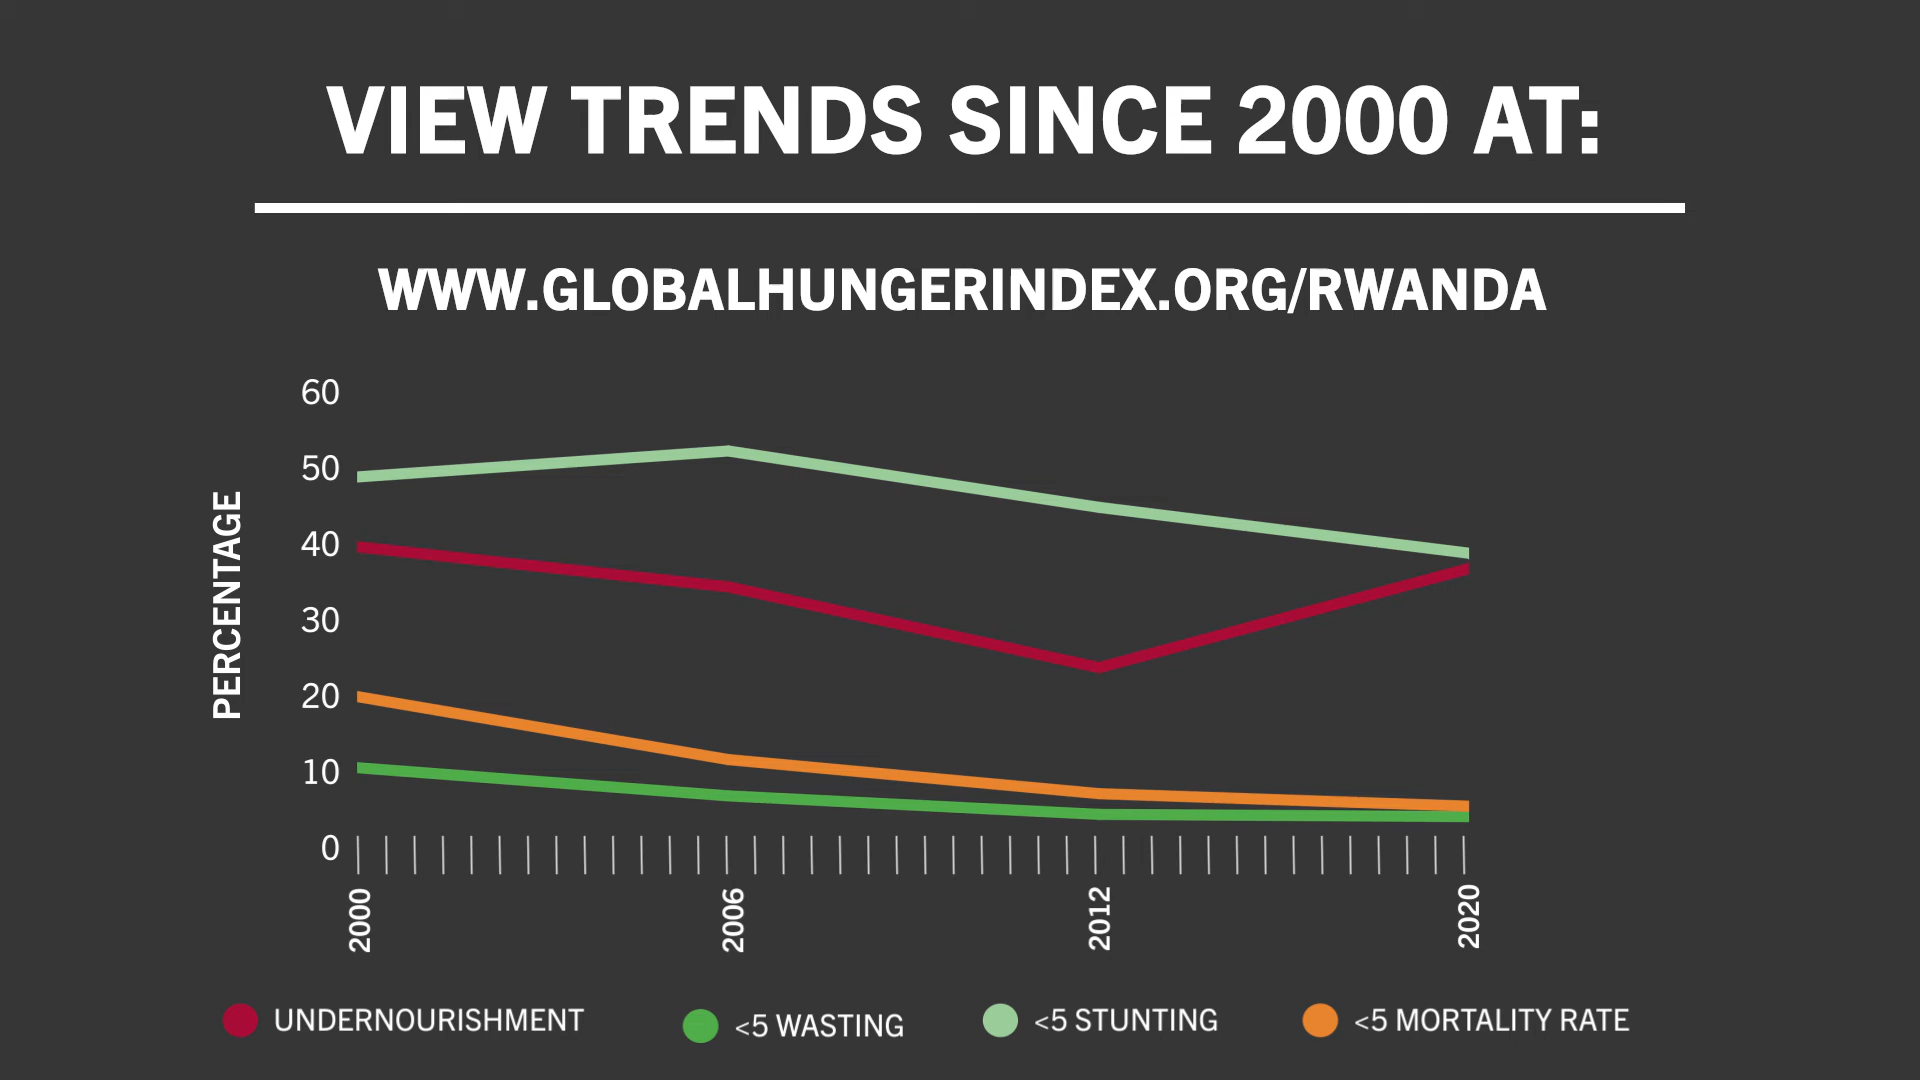 VIEW TRENDS SINCE 2000 AT:
WWW.GLOBALHUNGERINDEX.ORG/RWANDA
PERCENTAGE
60
50
40
30
20
10
0
2000
2006
2012
2020
UNDERNOURISHMENT
<5 WASTING
<5 STUNTING
<5 MORTALITY RATE